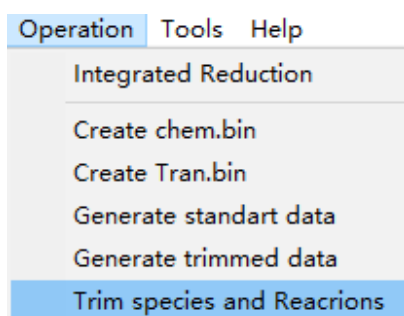 Operation Tools Help
Integrated Reduction
Create chem.bin
Create Tran.bin
Generate standart data
Generate trimmed data
Trim species and Reacrions